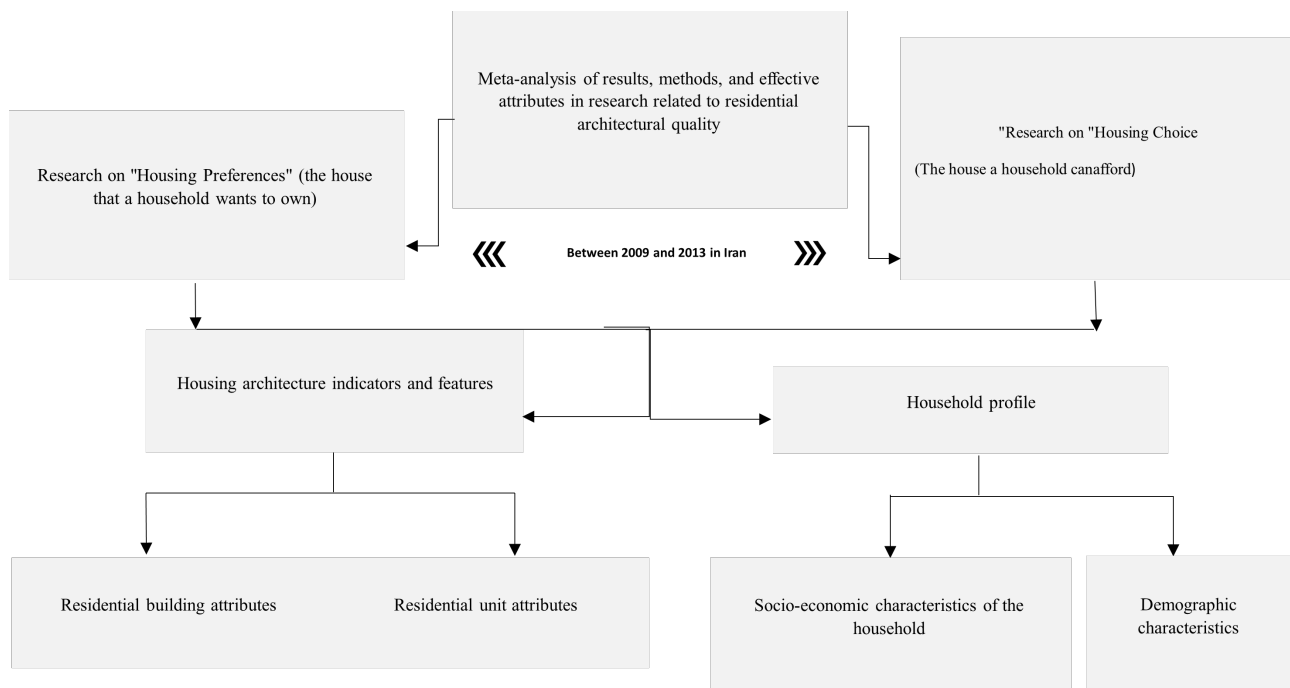 Meta-analysis of results, methods, and effective
attributes in research related to residential
architectural quality
Research on "Housing Preferences" (the house
that a household wants to own)
"Research on "Housing Choice
(The house a household canafford)
Between 2009 and 2013 in Iran
Housing architecture indicators and features
Household profile
Residential building attributes
Residential unit attributes
Socio-economic characteristics of the
household
Demographic
characteristics